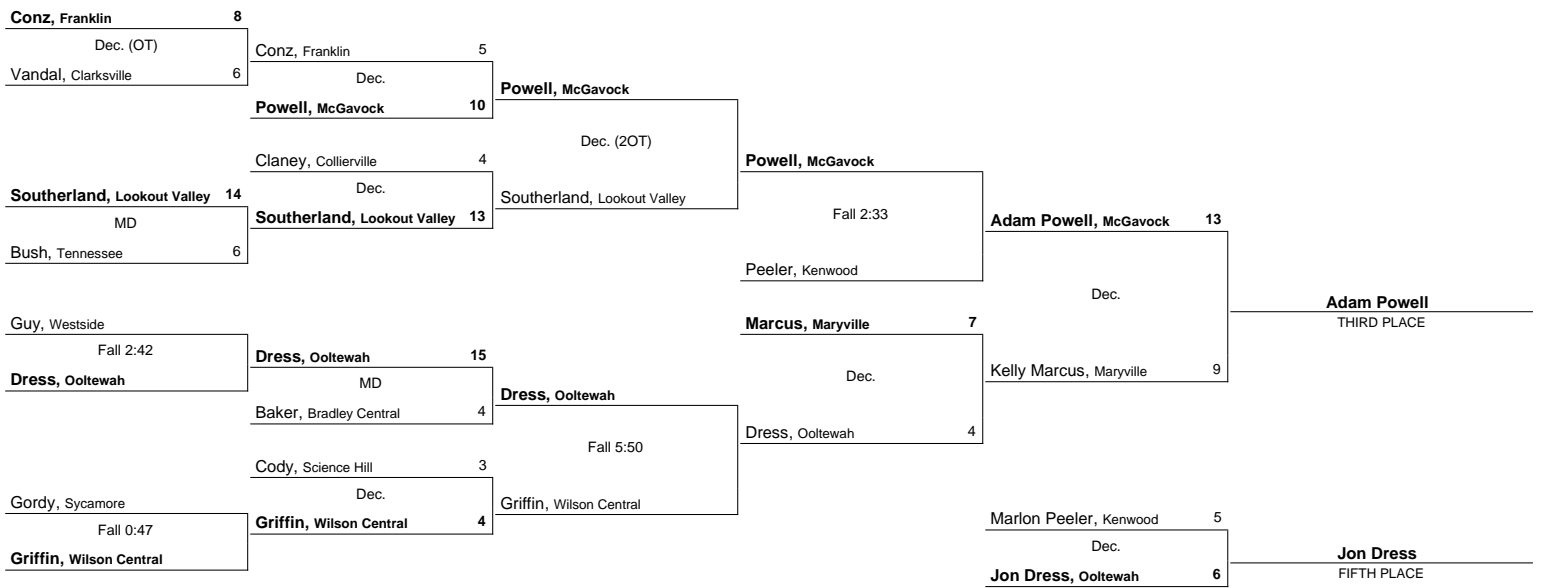 Conz, Franklin 8
Dec. (OT)
Vandal, Clarksville 6
Southerland, Lookout Valley 14
MD
Bush, Tennessee 6
Guy, Westside
Fall 2:42
Dress, Ooltewah
Gordy, Sycamore
Fall 0:47
Griffin, Wilson Central
Conz, Franklin 5
Dec.
Powell, McGavock 10
Claney, Collierville 4
Dec.
Southerland, Lookout Valley 13
Dress, Ooltewah 15
MD
Baker, Bradley Central 4
Cody, Science Hill 3
Dec.
Griffin, Wilson Central 4
Powell, McGavock
Dec. (2OT)
Southerland, Lookout Valley
Dress, Ooltewah
Fall 5:50
Griffin, Wilson Central
Powell, McGavock
Fall 2:33
Peeler, Kenwood
Marcus, Maryville 7
Dec.
Dress, Ooltewah 4
Adam Powell, McGavock 13
Dec.
Kelly Marcus, Maryville 9
Adam Powell
THIRD PLACE
Marlon Peeler, Kenwood 5
Dec.
Jon Dress, Ooltewah 6
Jon Dress
FIFTH PLACE